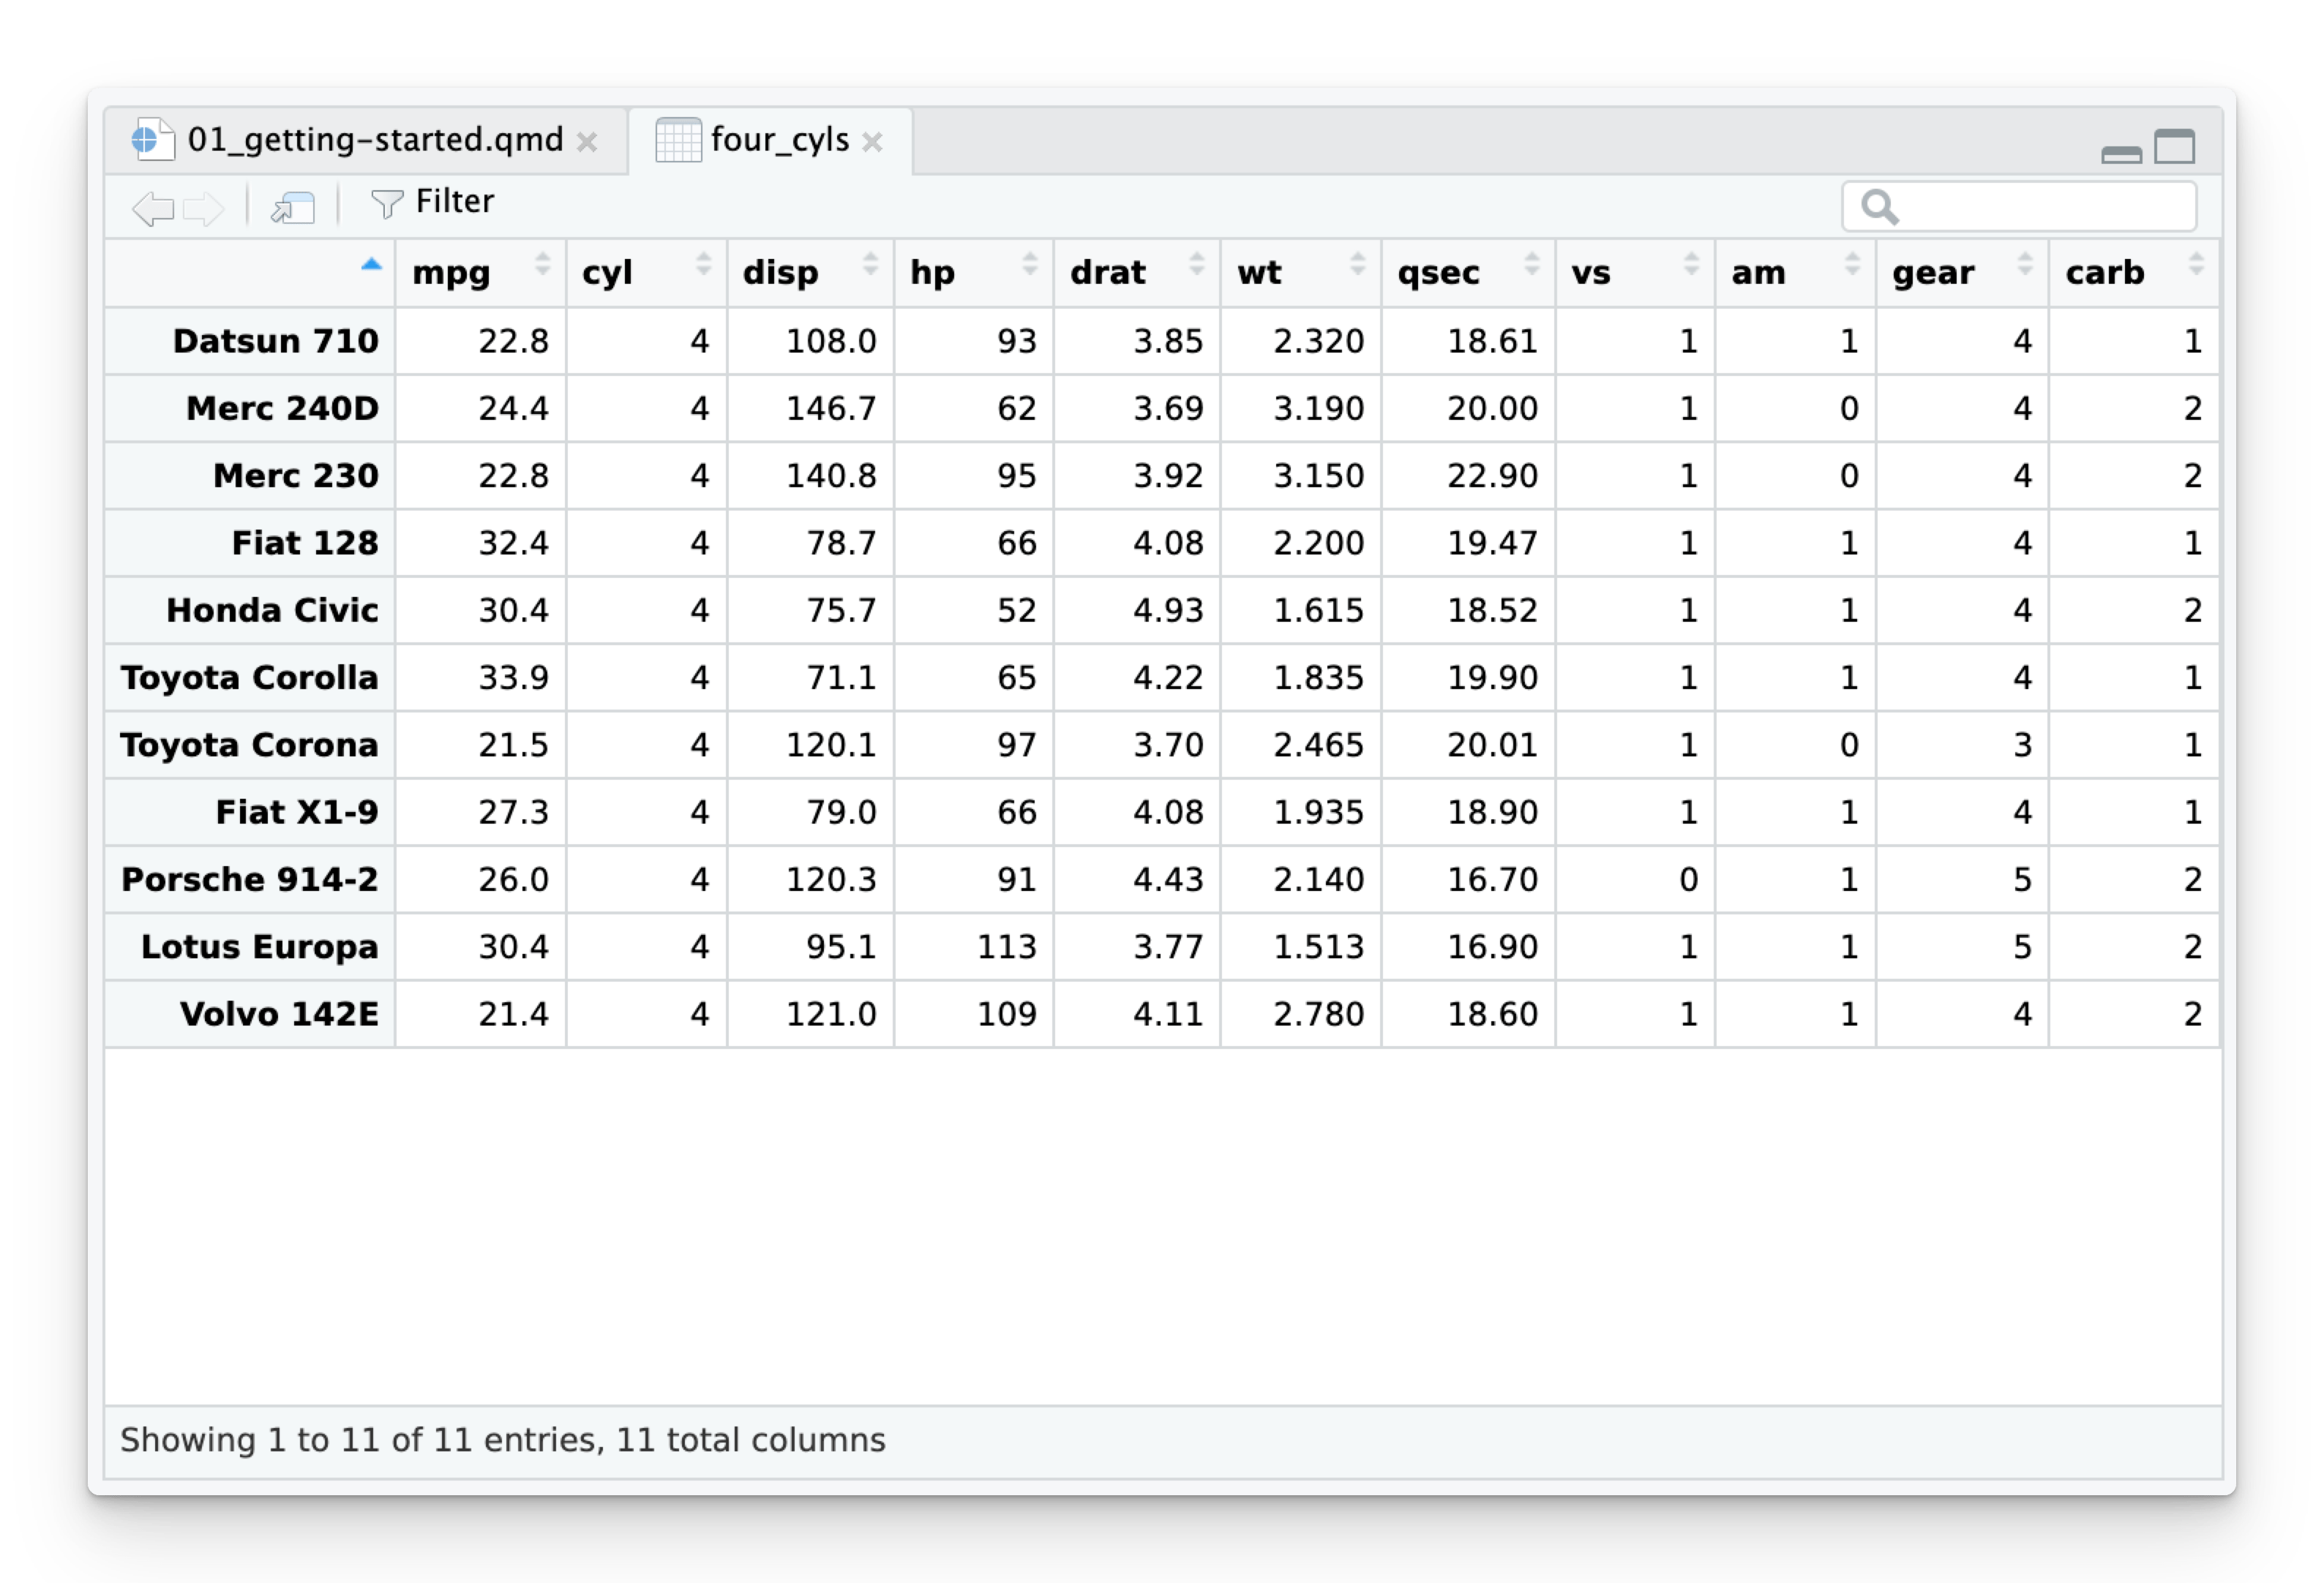 01_getting-started.qmd four_cyls
Filter
mpg cyl disp hp drat wt qsec vs am gear carb
Datsun 710 22.8 4 108.0 93 3.85 2.320 18.61 1 1 4 1
Merc 240D 24.4 4 146.7 62 3.69 3.190 20.00 1 0 4 2
Merc 230 22.8 4 140.8 95 3.92 3.150 22.90 1 0 4 2
Fiat 128 32.4 4 78.7 66 4.08 2.200 19.47 1 1 4 1
Honda Civic 30.4 4 75.7 52 4.93 1.615 18.52 1 1 4 2
Toyota Corolla 33.9 4 71.1 65 4.22 1.835 19.90 1 1 4 1
Toyota Corona 21.5 4 120.1 97 3.70 2.465 20.01 1 0 3 1
Fiat X1-9 27.3 4 79.0 66 4.08 1.935 18.90 1 1 4 1
Porsche 914-2 26.0 4 120.3 91 4.43 2.140 16.70 0 1 5 2
Lotus Europa 30.4 4 95.1 113 3.77 1.513 16.90 1 1 5 2
Volvo 142E 21.4 4 121.0 109 4.11 2.780 18.60 1 1 4 2
Showing 1 to 11 of 11 entries, 11 total columns